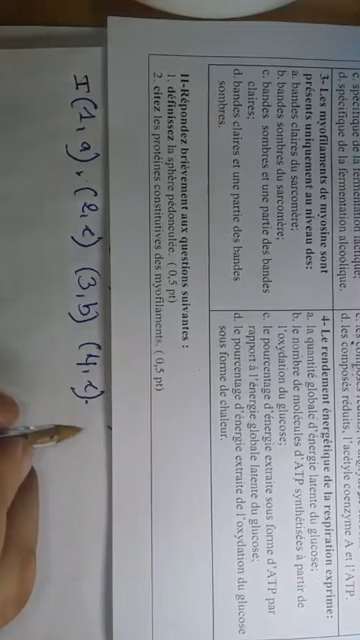 c. spécifique de la fermentation lactique;
d. spécifique de la fermentation alcoolique.
3- Les myofilaments de myosine sont
présents uniquement au niveau des:
a. bandes claires du sarcomère;
b. bandes sombres du sarcomère;
c. bandes sombres et une partie des bandes
claires;
d. bandes claires et une partie des bandes
sombres.
d. les composés réduits, l'acétyle coenzyme A et l'ATP.
4- Le rendement énergétique de la respiration exprime:
a. la quantité globale d'énergie latente du glucose;
b. le nombre de molécules d'ATP synthétisées à partir de
l'oxydation du glucose;
c. le pourcentage d'énergie extraite sous forme d'ATP par
rapport à l'énergie globale latente du glucose;
d. le pourcentage d'énergie extraite de l'oxydation du glucose
sous forme de chaleur.
II-Répondez brièvement aux questions suivantes :
1. définissez la sphère pédonculée. ( 0,5 pt)
2. citez les protéines constitutives des myofilaments. ( 0,5 pt)
I (1,a), (2,c) (3,b) (4,c).